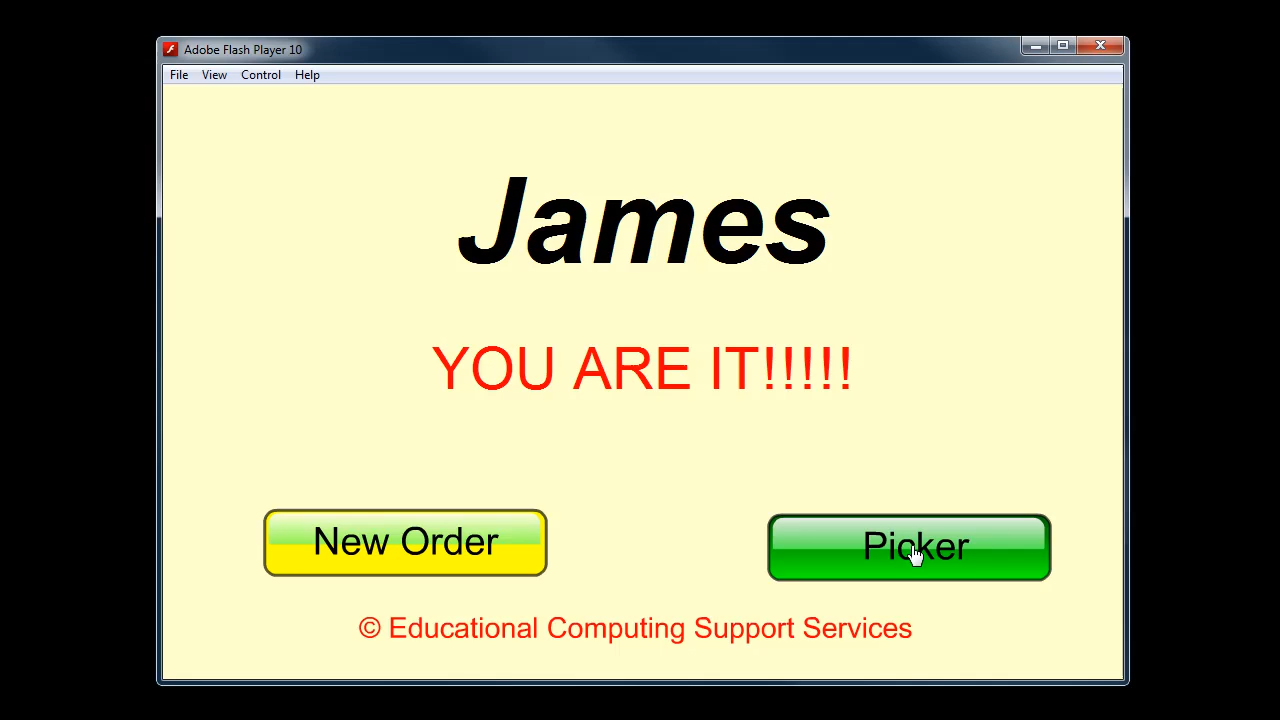 Adobe Flash Player 10
File View Control Help
James
YOU ARE IT!!!!!
New Order
Picker
© Educational Computing Support Services